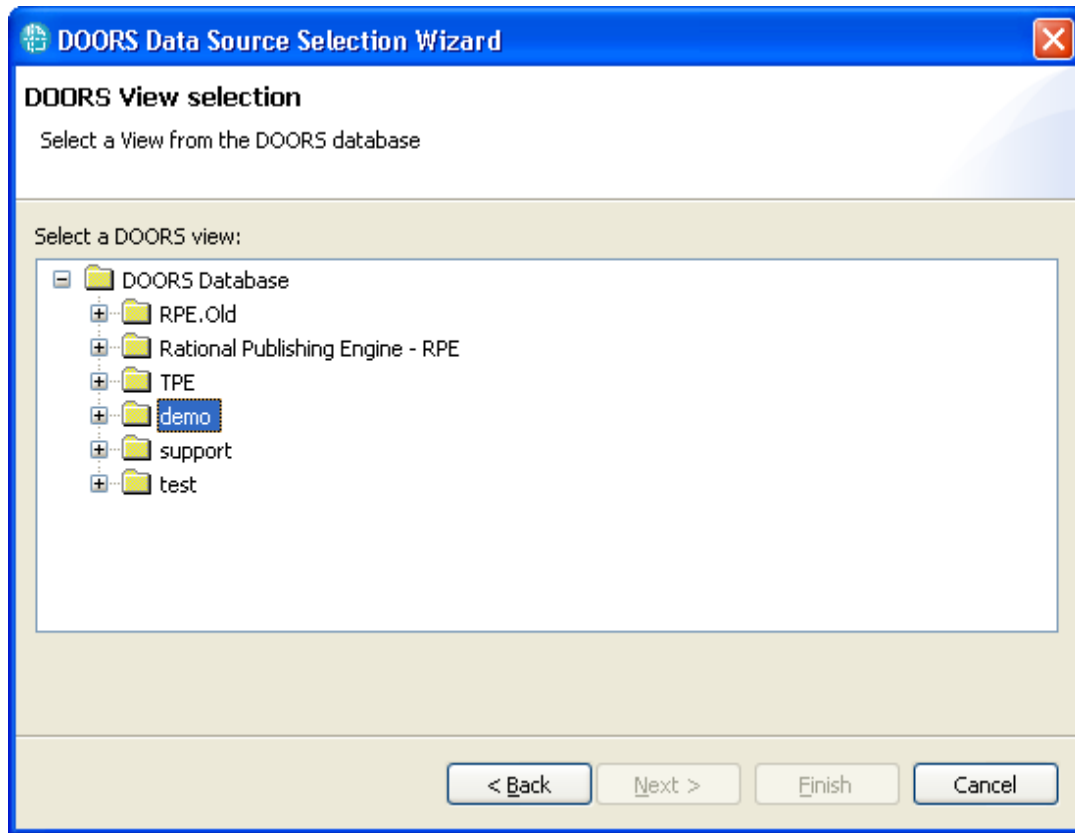 DOORS Data Source Selection Wizard
DOORS View selection
Select a View from the DOORS database
Select a DOORS view:
DOORS Database
RPE.Old
Rational Publishing Engine - RPE
TPE
demo
support
test
< Back Next > Finish Cancel